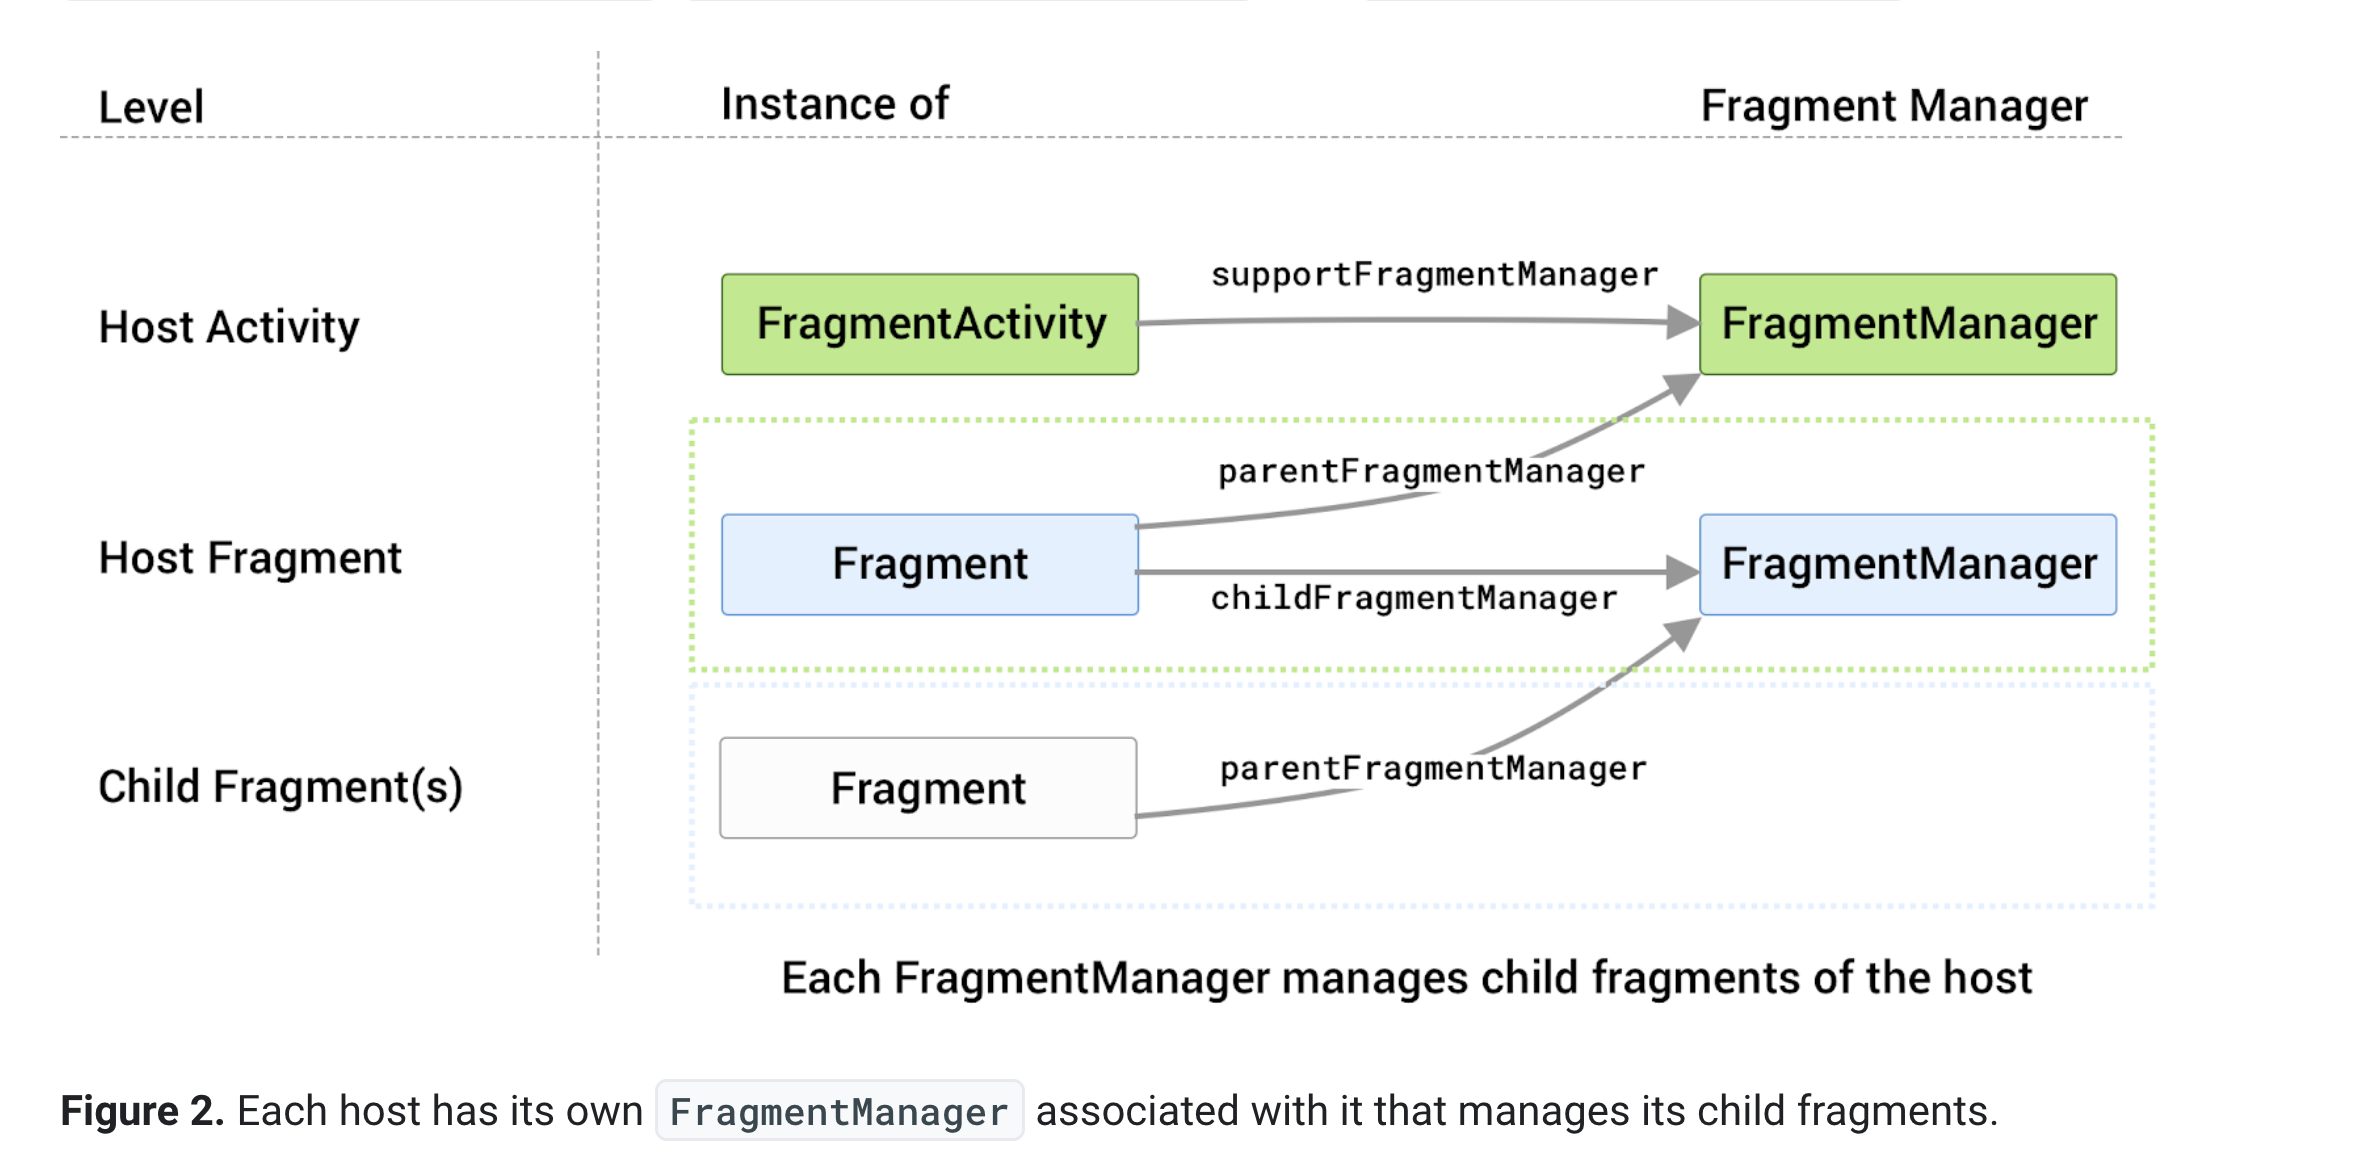 Level
Instance of
Fragment Manager
Host Activity
FragmentActivity
supportFragmentManager
FragmentManager
Host Fragment
Fragment
parentFragmentManager
childFragmentManager
FragmentManager
Child Fragment(s)
Fragment
parentFragmentManager
Each FragmentManager manages child fragments of the host
Figure 2. Each host has its own FragmentManager associated with it that manages its child fragments.